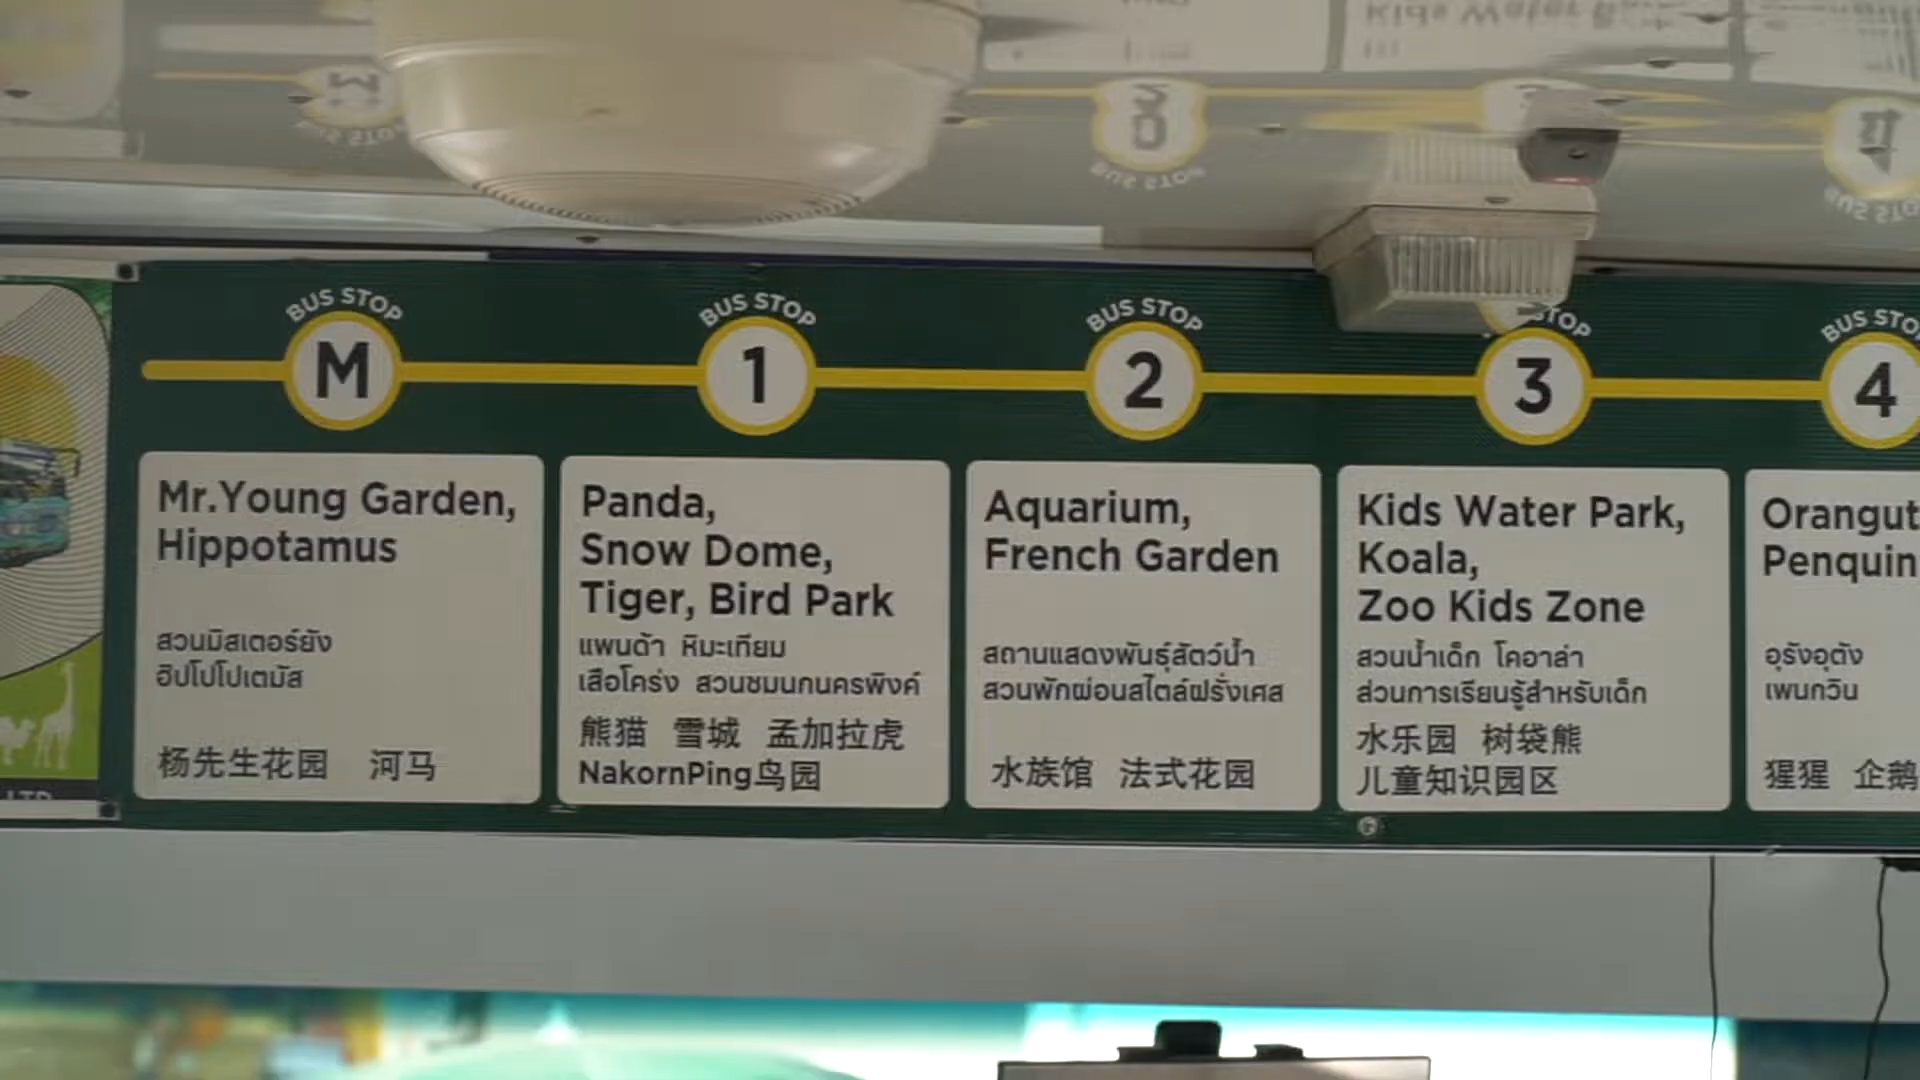 BUS STOP
M
Mr.Young Garden,
Hippotamus
สวนมิสเตอร์ยัง
ฮิปโปโปเตมัส
杨先生花园 河马
BUS STOP
1
Panda,
Snow Dome,
Tiger, Bird Park
แพนด้า หิมะเทียม
เสือโคร่ง สวนชมนกนครพิงค์
熊猫 雪城 孟加拉虎
NakornPing鸟园
BUS STOP
2
Aquarium,
French Garden
สถานแสดงพันธุ์สัตว์น้ำ
สวนพักผ่อนสไตล์ฝรั่งเศส
水族馆 法式花园
STOP
3
Kids Water Park,
Koala,
Zoo Kids Zone
สวนน้ำเด็ก โคอาล่า
ส่วนการเรียนรู้สำหรับเด็ก
水乐园 树袋熊
儿童知识园区
BUS STOP
4
Orangut
Penquin
อุรังอุตัง
เพนกวิน
猩猩 企鹅